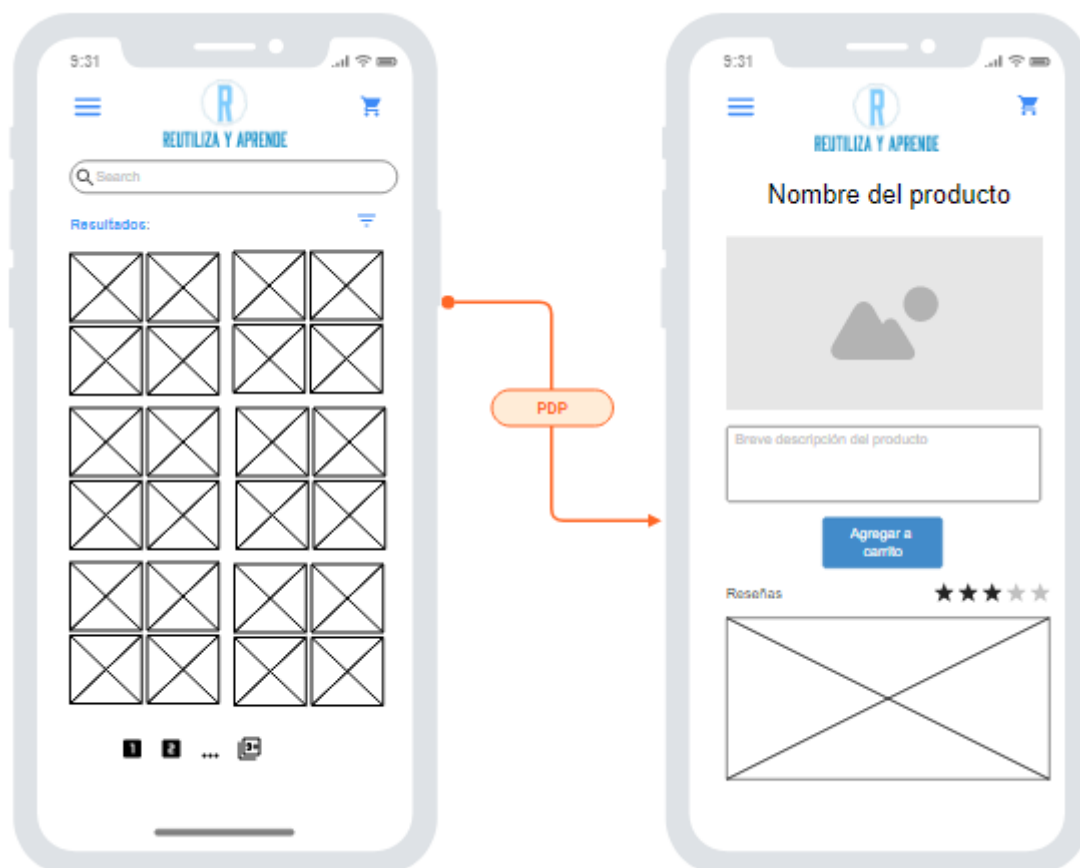 9:31
R
REUTILIZA Y APRENDE
Search
Resultados:
1 2 ... 3+
PDP
9:31
R
REUTILIZA Y APRENDE
Nombre del producto
Breve descripción del producto
Agregar a
carrito
Reseñas